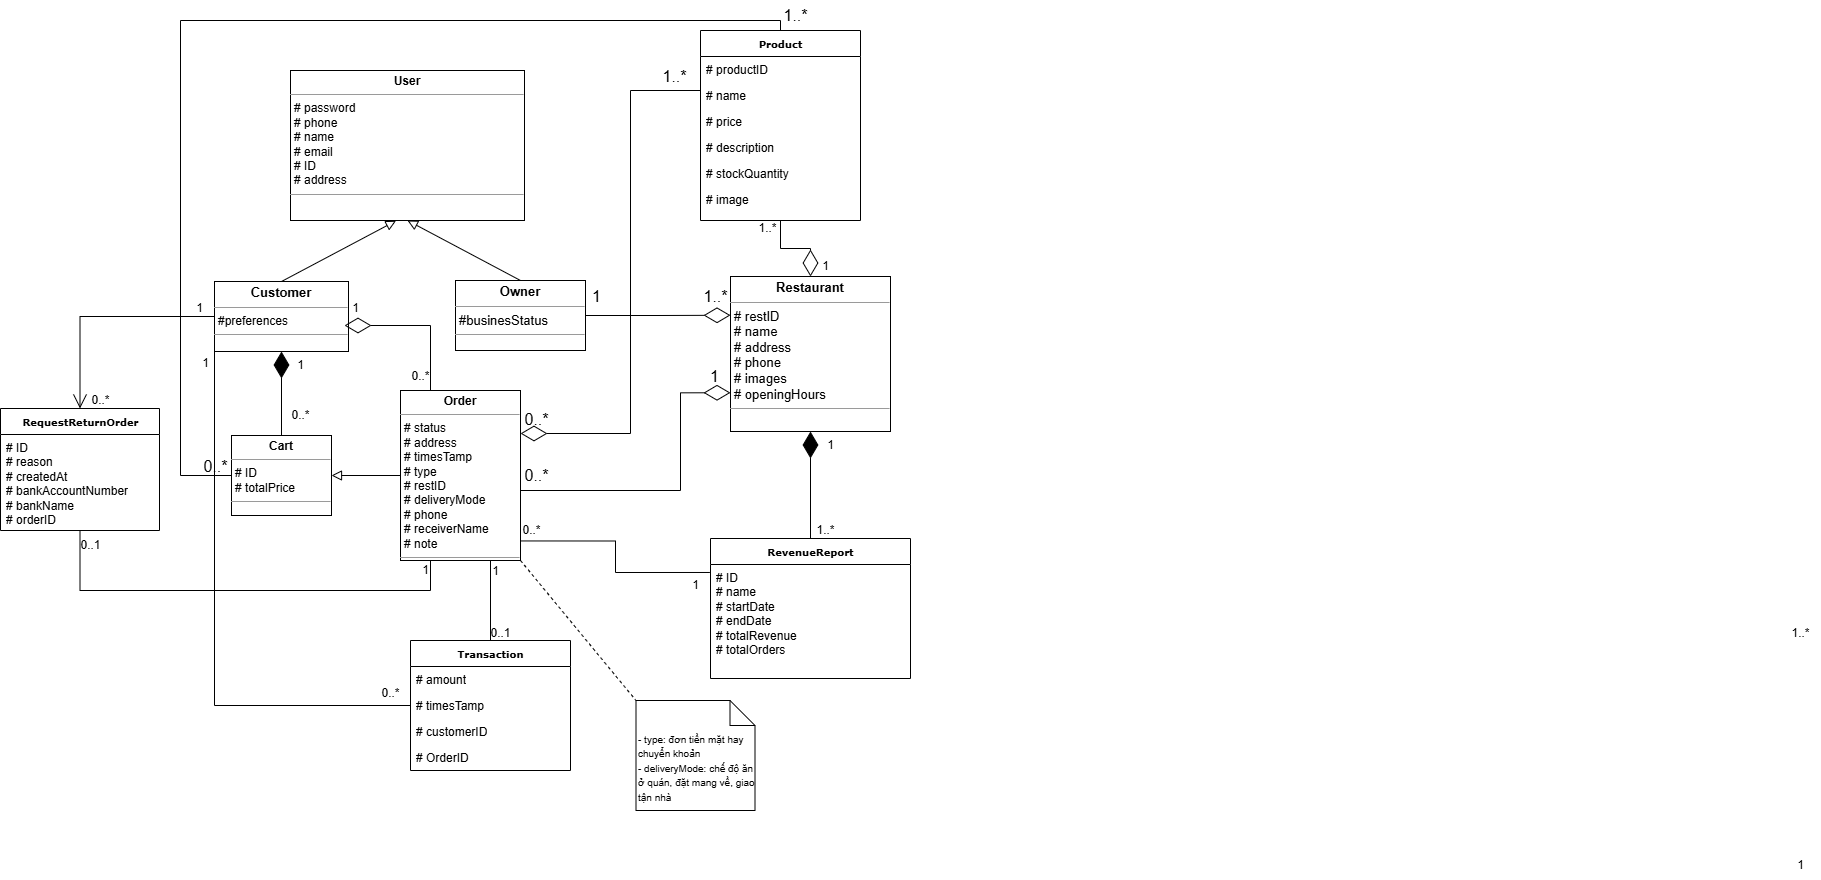 1..*
Product
# productID
# name
# price
# description
# stockQuantity
# image
1..*
User
# password
# phone
# name
# email
# ID
# address
1..*
1
Customer
#preferences
1
1
1
1
Owner
#businesStatus
1
1..*
Restaurant
# restID
# name
# address
# phone
# images
# openingHours
1
1
0..*
RequestReturnOrder
# ID
# reason
# createdAt
# bankAccountNumber
# bankName
# orderID
0..1
0..*
0..*
Cart
# ID
# totalPrice
0..*
Order
# status
# address
# timesTamp
# type
# restID
# deliveryMode
# phone
# receiverName
# note
0..*
0..*
0..*
1
1
1..*
1
RevenueReport
# ID
# name
# startDate
# endDate
# totalRevenue
# totalOrders
0..1
0..*
Transaction
# amount
# timesTamp
# customerID
# OrderID
- type: đơn tiền mặt hay
chuyển khoản
- deliveryMode: chế độ ăn
ở quán, đặt mang về, giao
tận nhà
1..*
1